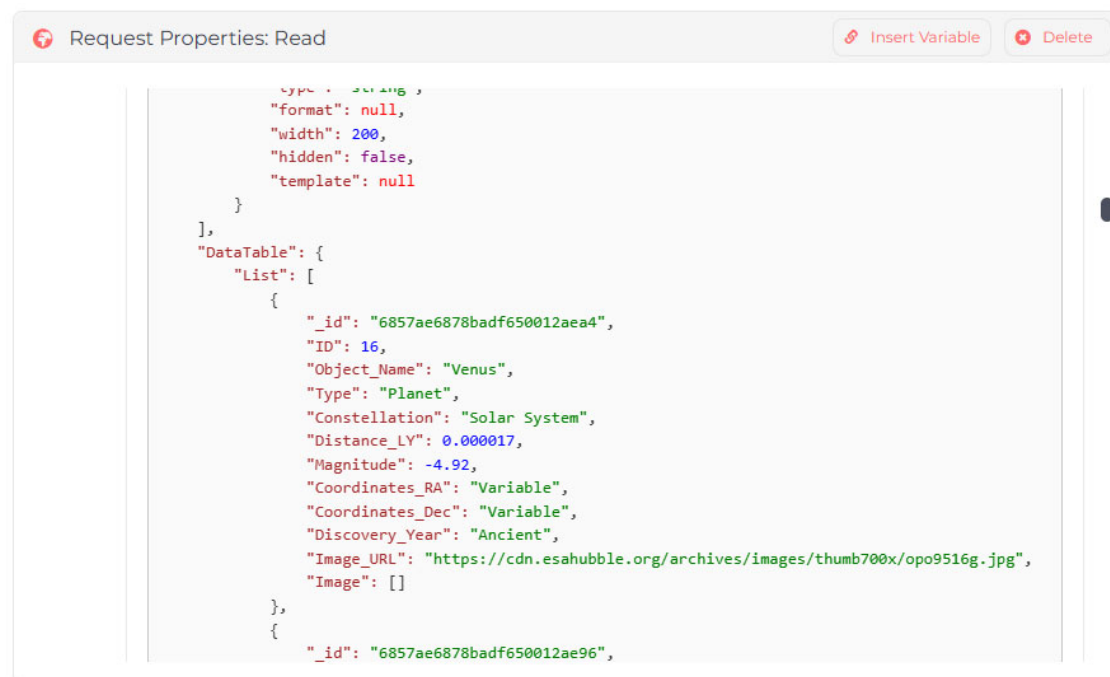 Request Properties: Read
Insert Variable
Delete
"type": "string",
"format": null,
"width": 200,
"hidden": false,
"template": null
}
],
"DataTable": {
"List": [
{
"_id": "6857ae6878badf650012aea4",
"ID": 16,
"Object_Name": "Venus",
"Type": "Planet",
"Constellation": "Solar System",
"Distance_LY": 0.000017,
"Magnitude": -4.92,
"Coordinates_RA": "Variable",
"Coordinates_Dec": "Variable",
"Discovery_Year": "Ancient",
"Image_URL": "https://cdn.esahubble.org/archives/images/thumb700x/opo9516g.jpg",
"Image": []
},
{
"_id": "6857ae6878badf650012ae96",